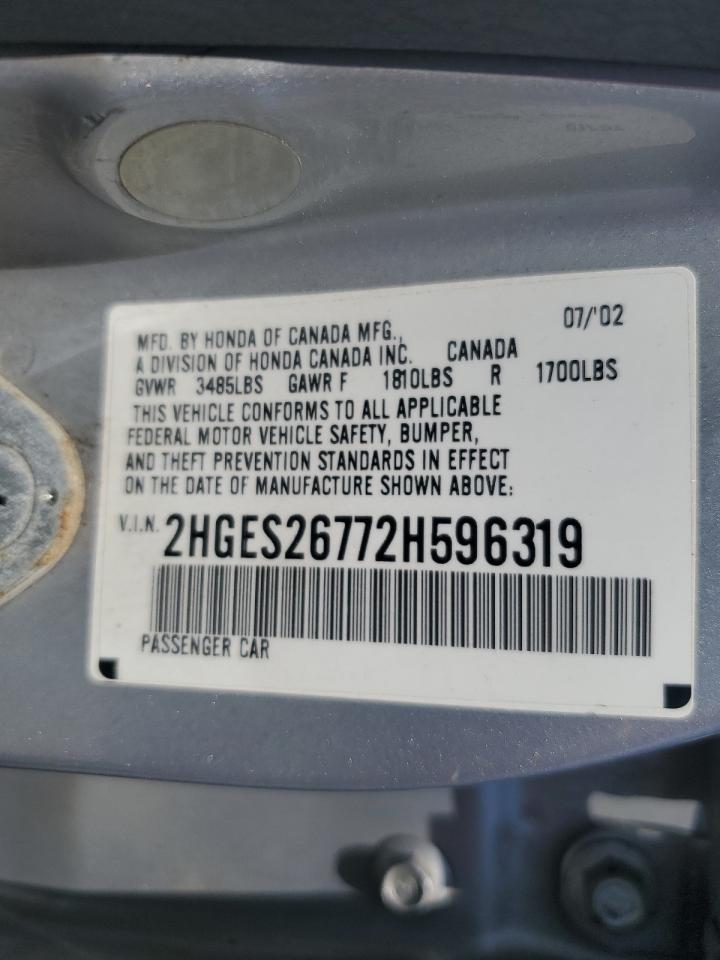 07/'02
MFD. BY HONDA OF CANADA MFG.,
A DIVISION OF HONDA CANADA INC. CANADA
GVWR 3485LBS GAWR F 1810LBS R 1700LBS
THIS VEHICLE CONFORMS TO ALL APPLICABLE
FEDERAL MOTOR VEHICLE SAFETY, BUMPER,
AND THEFT PREVENTION STANDARDS IN EFFECT
ON THE DATE OF MANUFACTURE SHOWN ABOVE:
V.I.N. 2HGES26772H596319
PASSENGER CAR